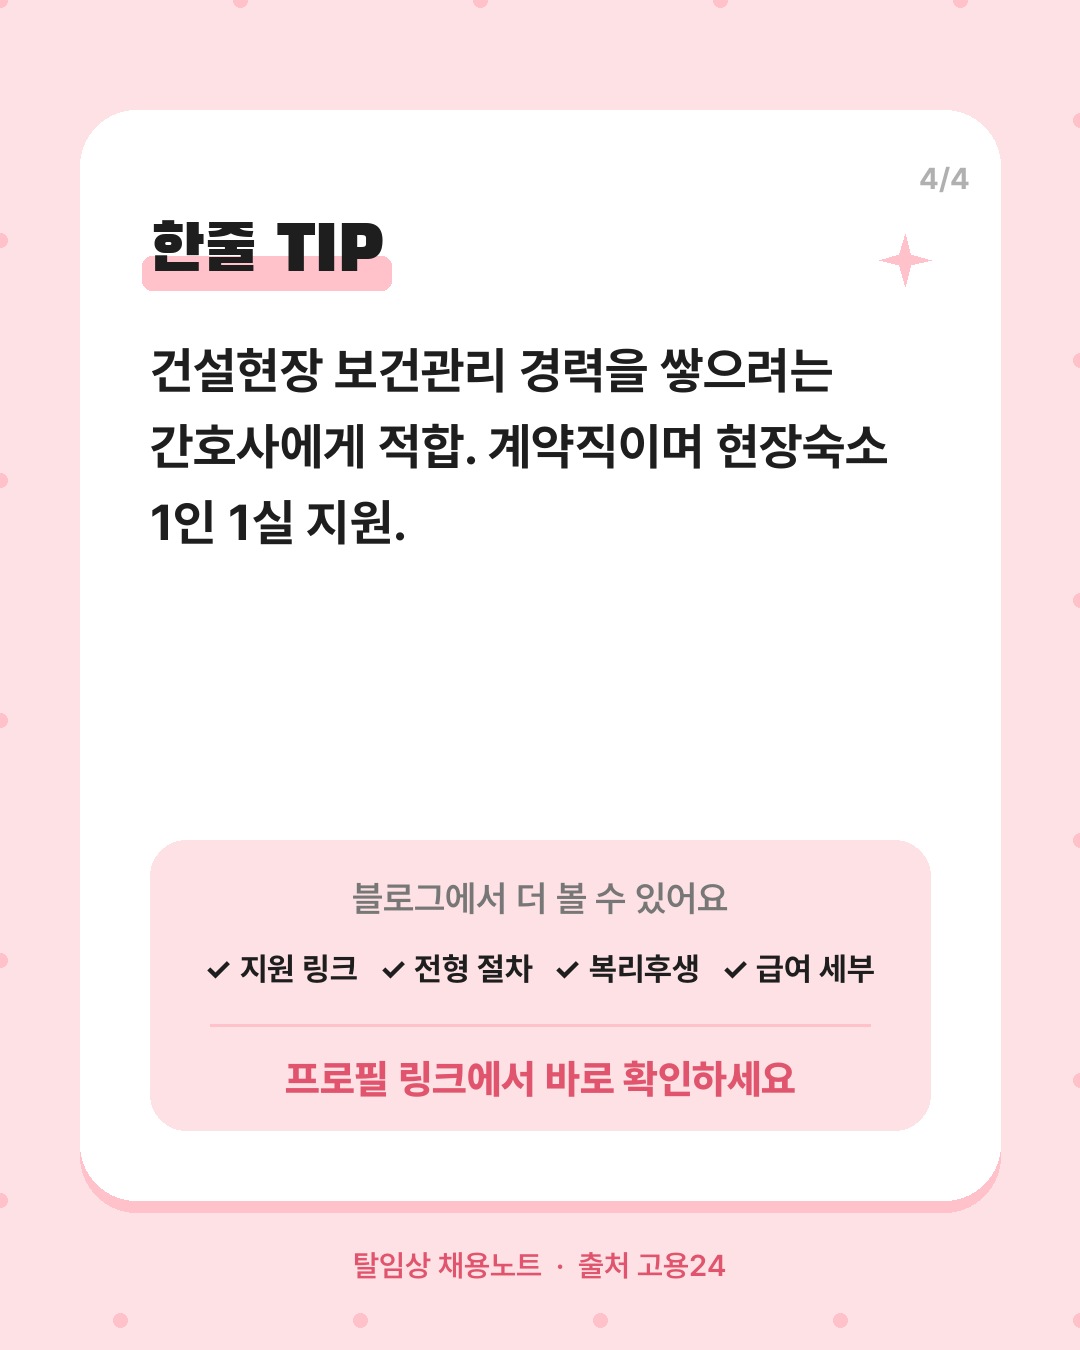 4/4
한줄 TIP
건설현장 보건관리 경력을 쌓으려는
간호사에게 적합. 계약직이며 현장숙소
1인 1실 지원.
블로그에서 더 볼 수 있어요
✓ 지원 링크 ✓ 전형 절차 ✓ 복리후생 ✓ 급여 세부
프로필 링크에서 바로 확인하세요
탈임상 채용노트 · 출처 고용24